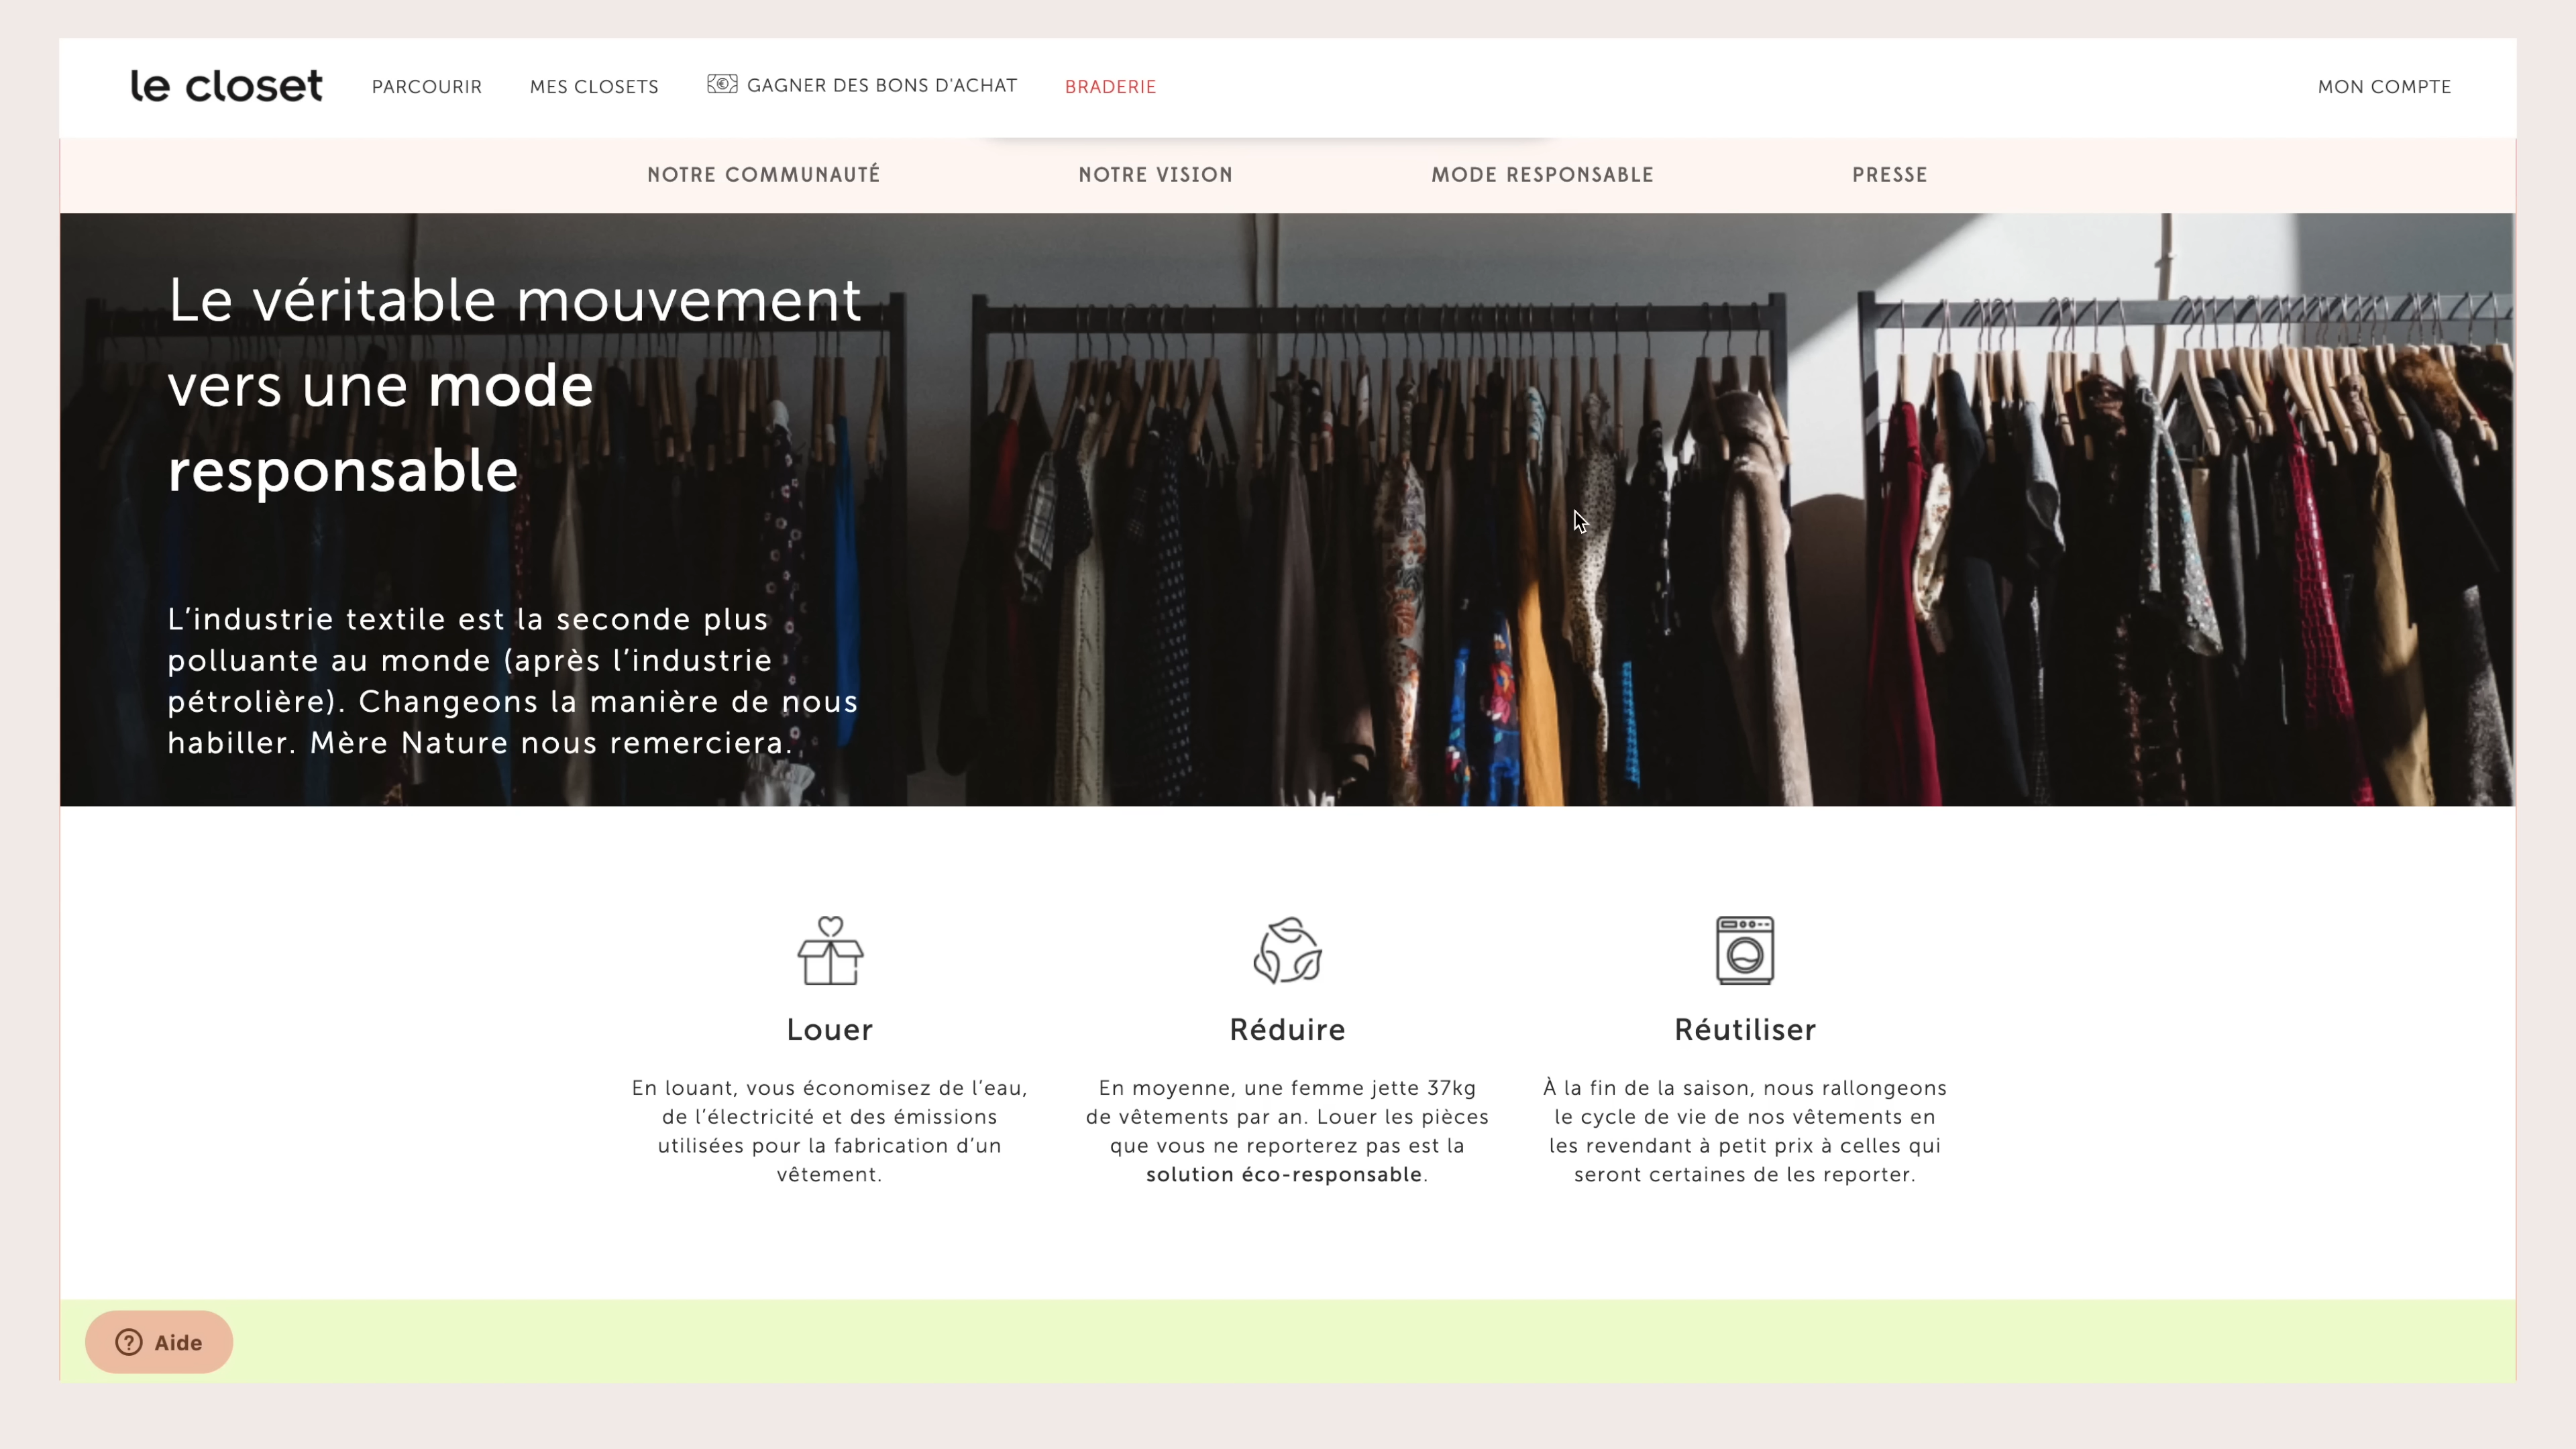 le closet
PARCOURIR
MES CLOSETS
GAGNER DES BONS D'ACHAT
BRADERIE
MON COMPTE
NOTRE COMMUNAUTÉ
NOTRE VISION
MODE RESPONSABLE
PRESSE
Le véritable mouvement
vers une mode
responsable
L’industrie textile est la seconde plus
polluante au monde (après l’industrie
pétrolière). Changeons la manière de nous
habiller. Mère Nature nous remerciera.
Louer
En louant, vous économisez de l’eau,
de l’électricité et des émissions
utilisées pour la fabrication d’un
vêtement.
Réduire
En moyenne, une femme jette 37kg
de vêtements par an. Louer les pièces
que vous ne reporterez pas est la
solution éco-responsable.
Réutiliser
À la fin de la saison, nous rallongeons
le cycle de vie de nos vêtements en
les revendant à petit prix à celles qui
seront certaines de les reporter.
Aide